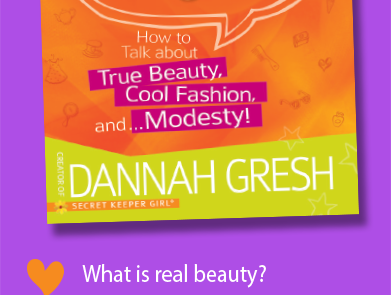 How to
Talk about
True Beauty,
Cool Fashion,
and...Modesty!
CREATOR OF
DANNAH GRESH
SECRET KEEPER GIRL®
What is real beauty?